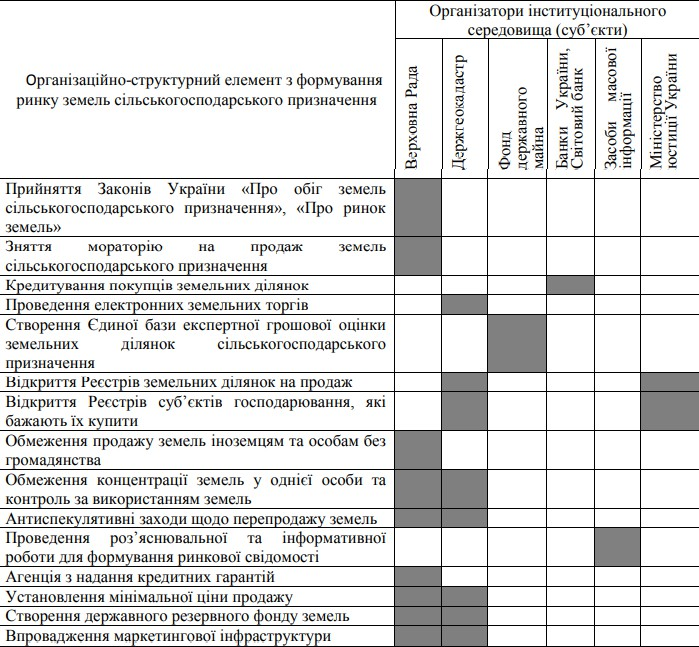 Організатори інституціонального
середовища (суб’єкти)
Організаційно-структурний елемент з формування
ринку земель сільськогосподарського призначення
Верховна Рада
Держгеокадастр
Фонд
державного
майна
Банки України,
Світовий банк
Засоби масової
інформації
Міністерство
юстиції України
Прийняття Законів України «Про обіг земель
сільськогосподарського призначення», «Про ринок
земель»
Зняття мораторію на продаж земель
сільськогосподарського призначення
Кредитування покупців земельних ділянок
Проведення електронних земельних торгів
Створення Єдиної бази експертної грошової оцінки
земельних ділянок сільськогосподарського
призначення
Відкриття Реєстрів земельних ділянок на продаж
Відкриття Реєстрів суб’єктів господарювання, які
бажають їх купити
Обмеження продажу земель іноземцям та особам без
громадянства
Обмеження концентрації земель у однієї особи та
контроль за використанням земель
Антиспекулятивні заходи щодо перепродажу земель
Проведення роз’яснювальної та інформативної
роботи для формування ринкової свідомості
Агенція з надання кредитних гарантій
Установлення мінімальної ціни продажу
Створення державного резервного фонду земель
Впровадження маркетингової інфраструктури